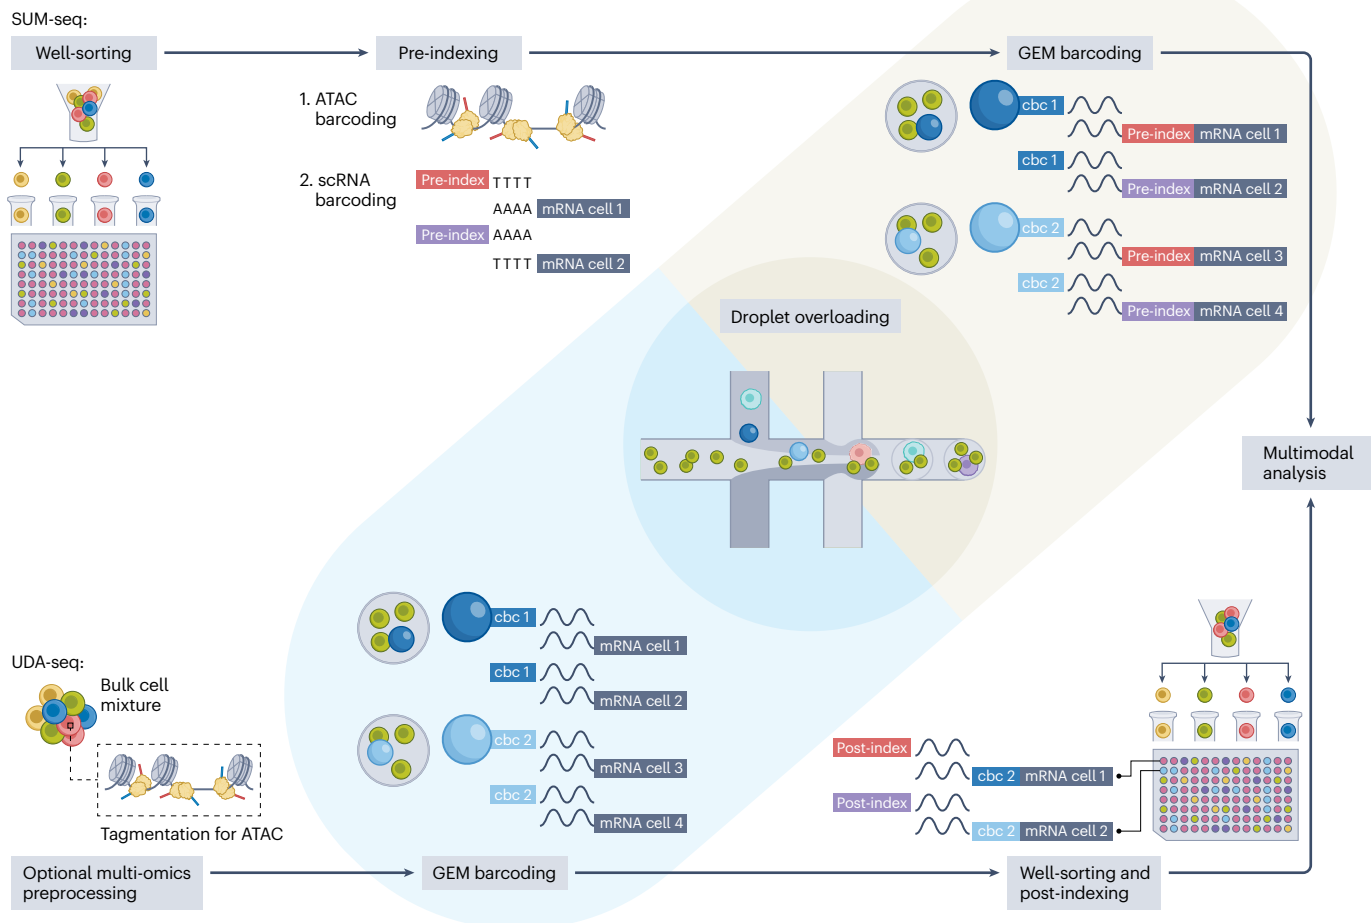 SUM-seq:
Well-sorting
Pre-indexing
GEM barcoding
1. ATAC
barcoding
2. scRNA
barcoding
Pre-index TTTT
AAAA mRNA cell 1
Pre-index AAAA
TTTT mRNA cell 2
cbc 1
Pre-index mRNA cell 1
cbc 1
Pre-index mRNA cell 2
cbc 2
Pre-index mRNA cell 3
cbc 2
Pre-index mRNA cell 4
Droplet overloading
Multimodal
analysis
UDA-seq:
Bulk cell
mixture
Tagmentation for ATAC
cbc 1
mRNA cell 1
cbc 1
mRNA cell 2
cbc 2
mRNA cell 3
cbc 2
mRNA cell 4
Post-index
cbc 2 mRNA cell 1
Post-index
cbc 2 mRNA cell 2
Optional multi-omics
preprocessing
GEM barcoding
Well-sorting and
post-indexing